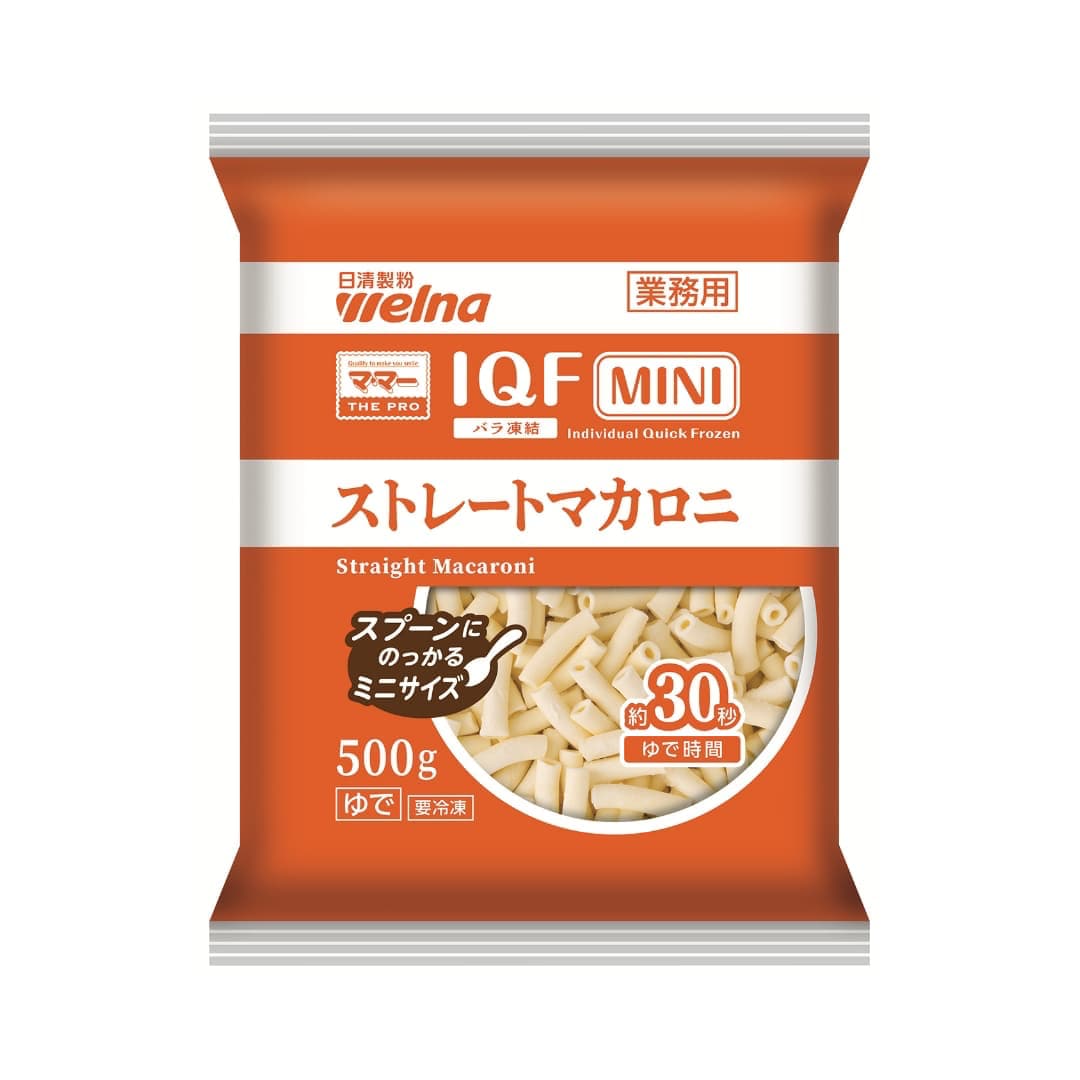 日清製粉
welna
業務用
Quality to make you smile
マ・マー
THE PRO
IQF
MINI
バラ凍結
Individual Quick Frozen
ストレートマカロニ
Straight Macaroni
スプーンに
のっかる
ミニサイズ
約30秒
ゆで時間
500g
ゆで
要冷凍